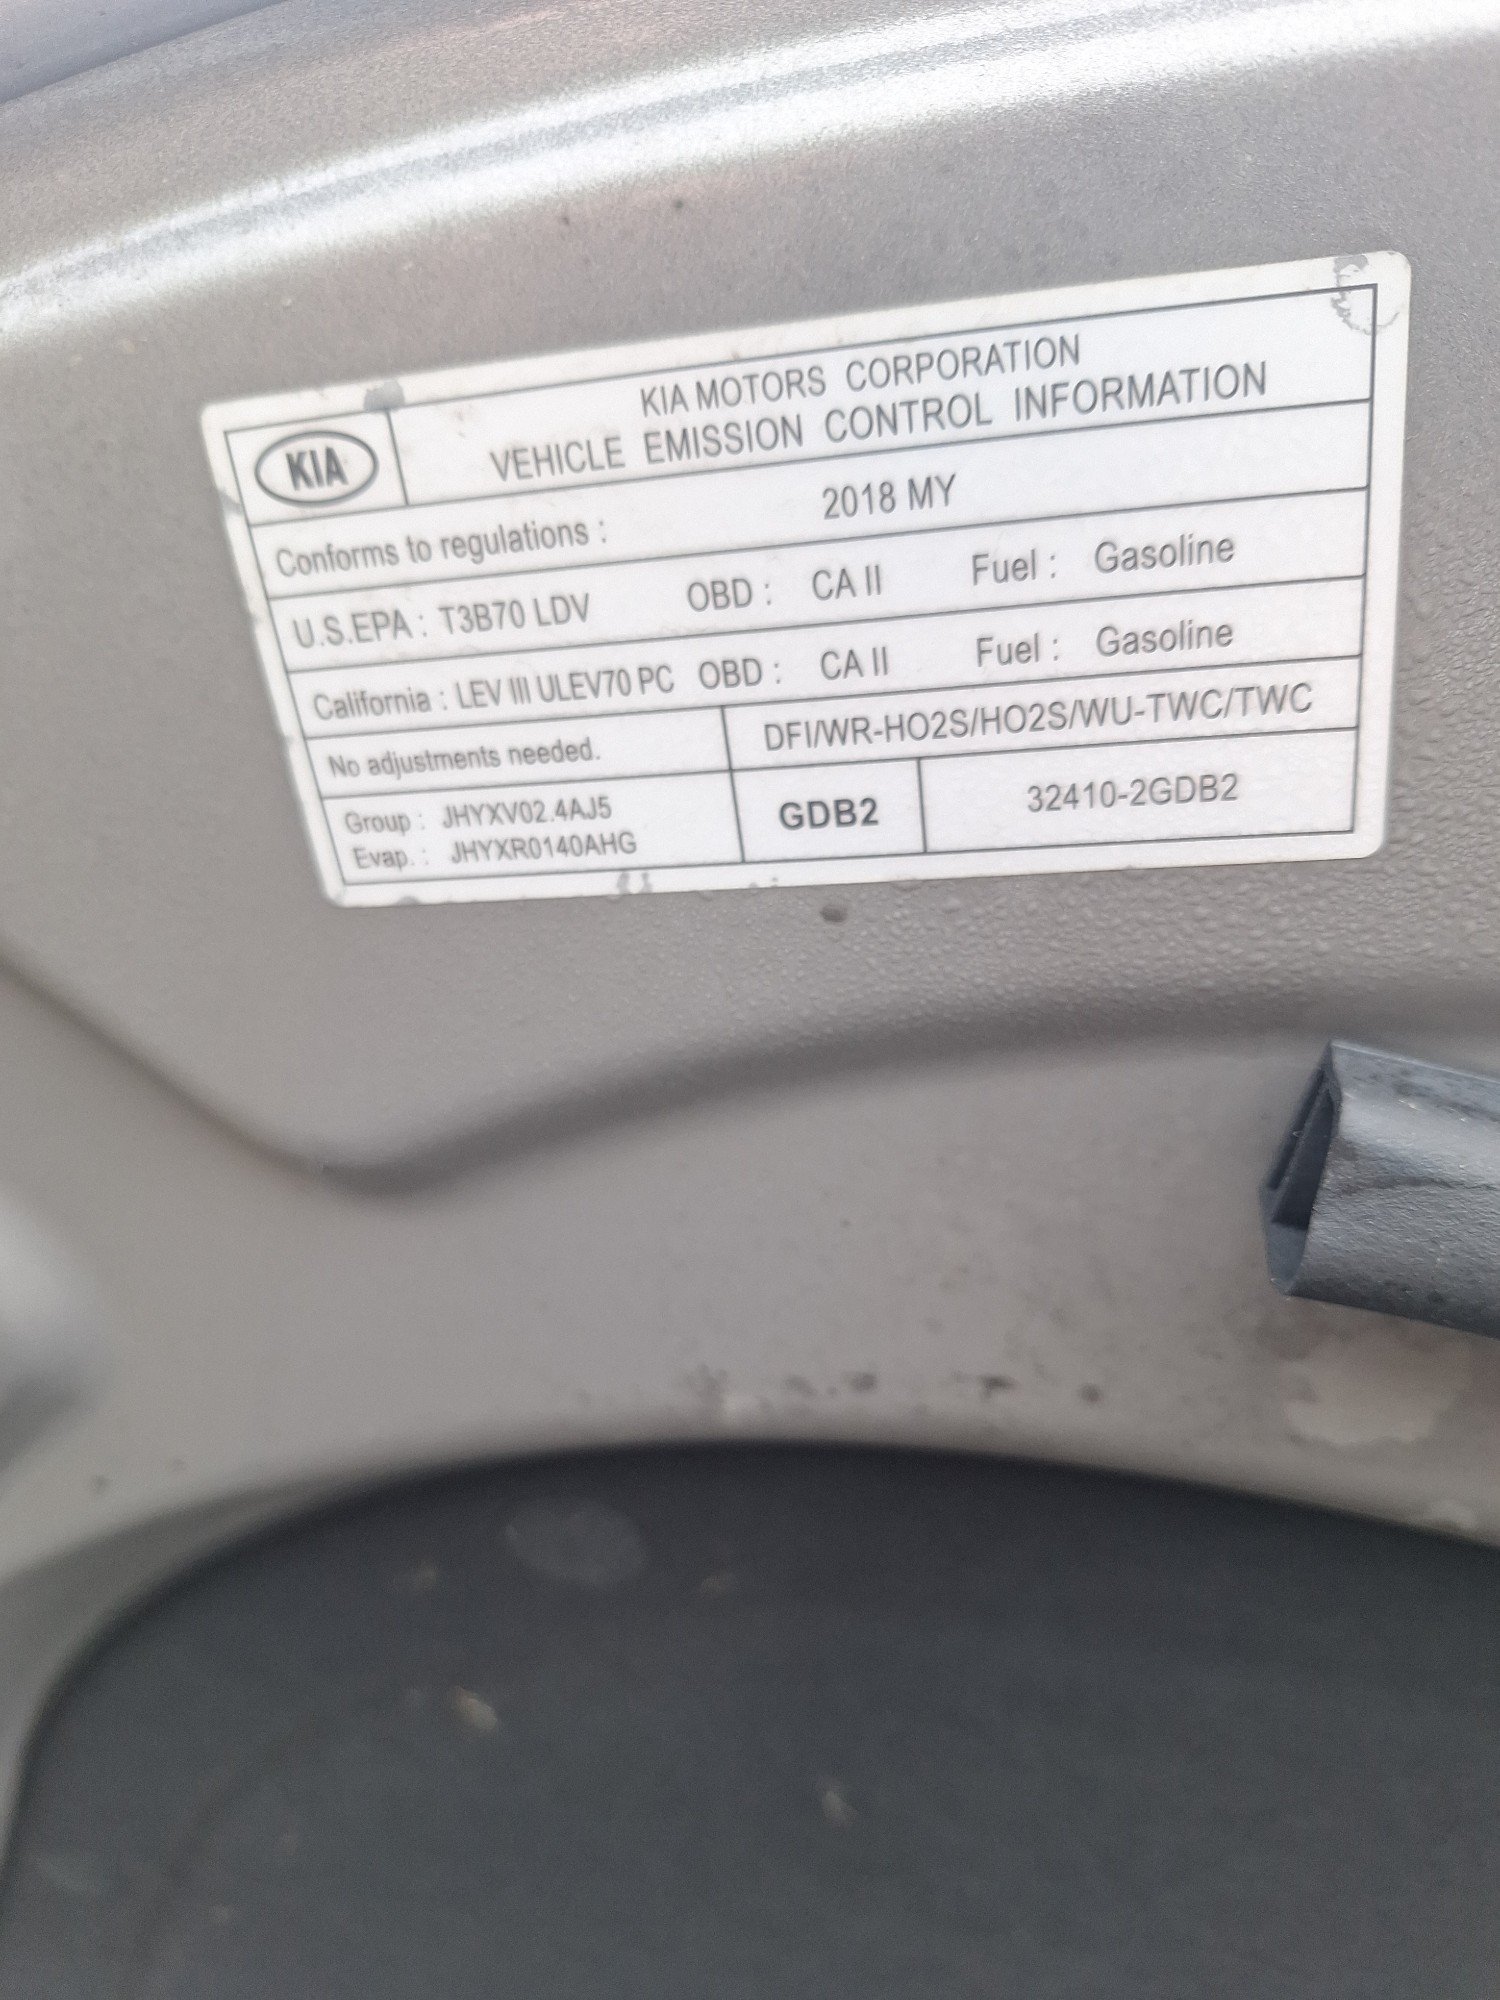 KIA MOTORS CORPORATION
KIA VEHICLE EMISSION CONTROL INFORMATION
Conforms to regulations : 2018 MY
U.S.EPA : T3B70 LDV OBD : CA II Fuel : Gasoline
California : LEV III ULEV70 PC OBD : CA II Fuel : Gasoline
No adjustments needed. DFI/WR-HO2S/HO2S/WU-TWC/TWC
Group : JHYXV02.4AJ5
Evap. : JHYXR0140AHG
GDB2 32410-2GDB2